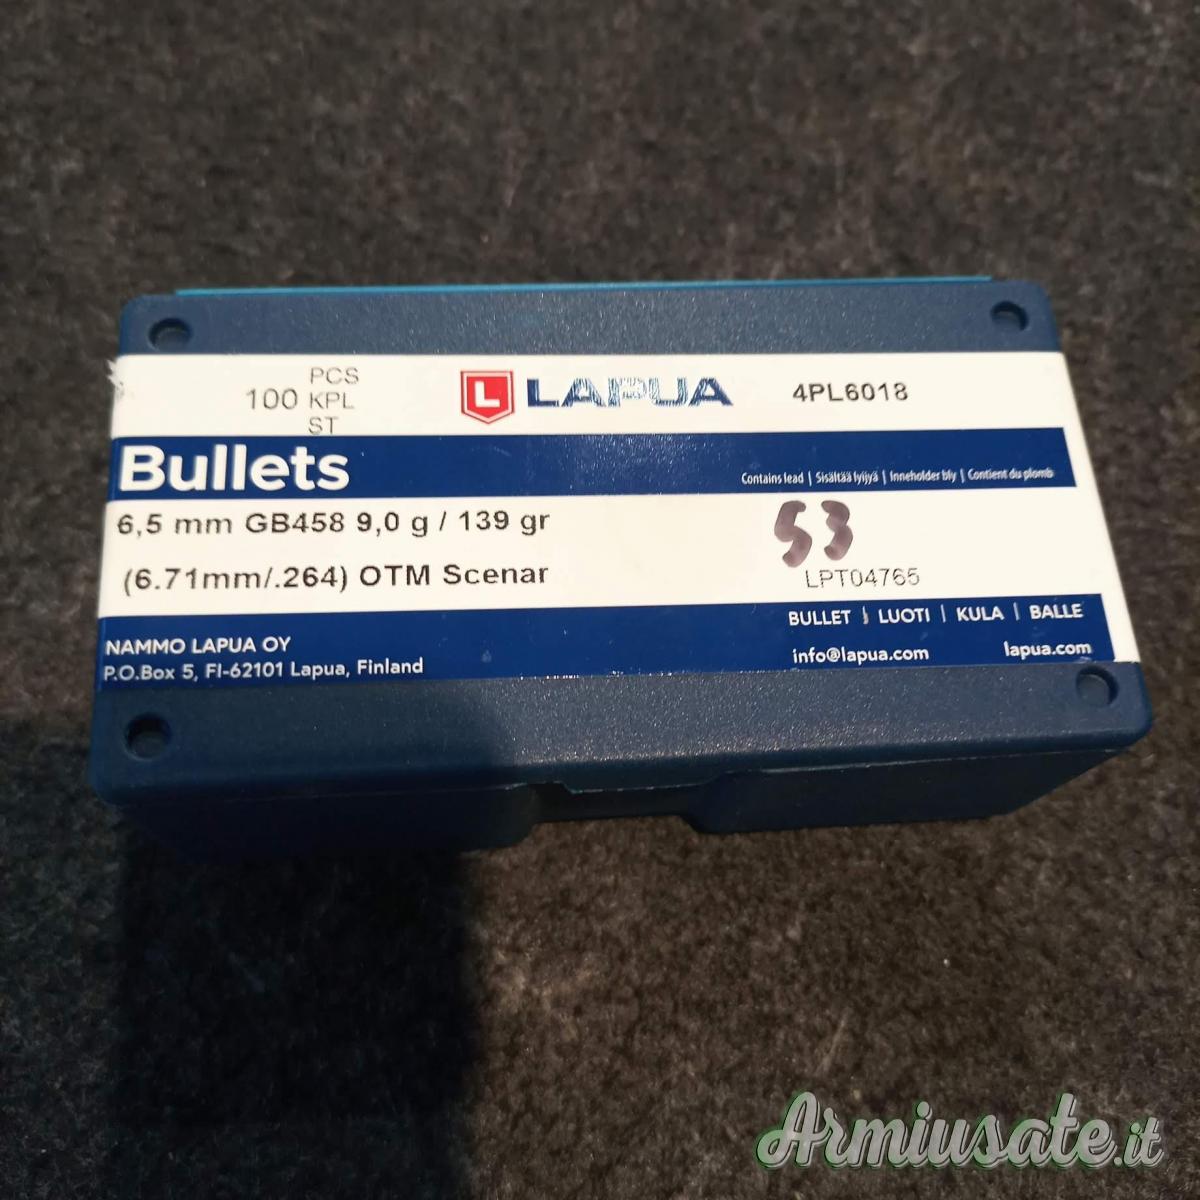 PCS
100 KPL
ST
L LAPUA
4PL6018
Bullets
Contains lead | Sisältää lyijyä | Inneholder bly | Contient du plomb
6,5 mm GB458 9,0 g / 139 gr
(6.71mm/.264) OTM Scenar
53
LPT04765
BULLET | LUOTI | KULA | BALLE
NAMMO LAPUA OY
P.O.Box 5, FI-62101 Lapua, Finland
info@lapua.com
lapua.com
Armiusate.it